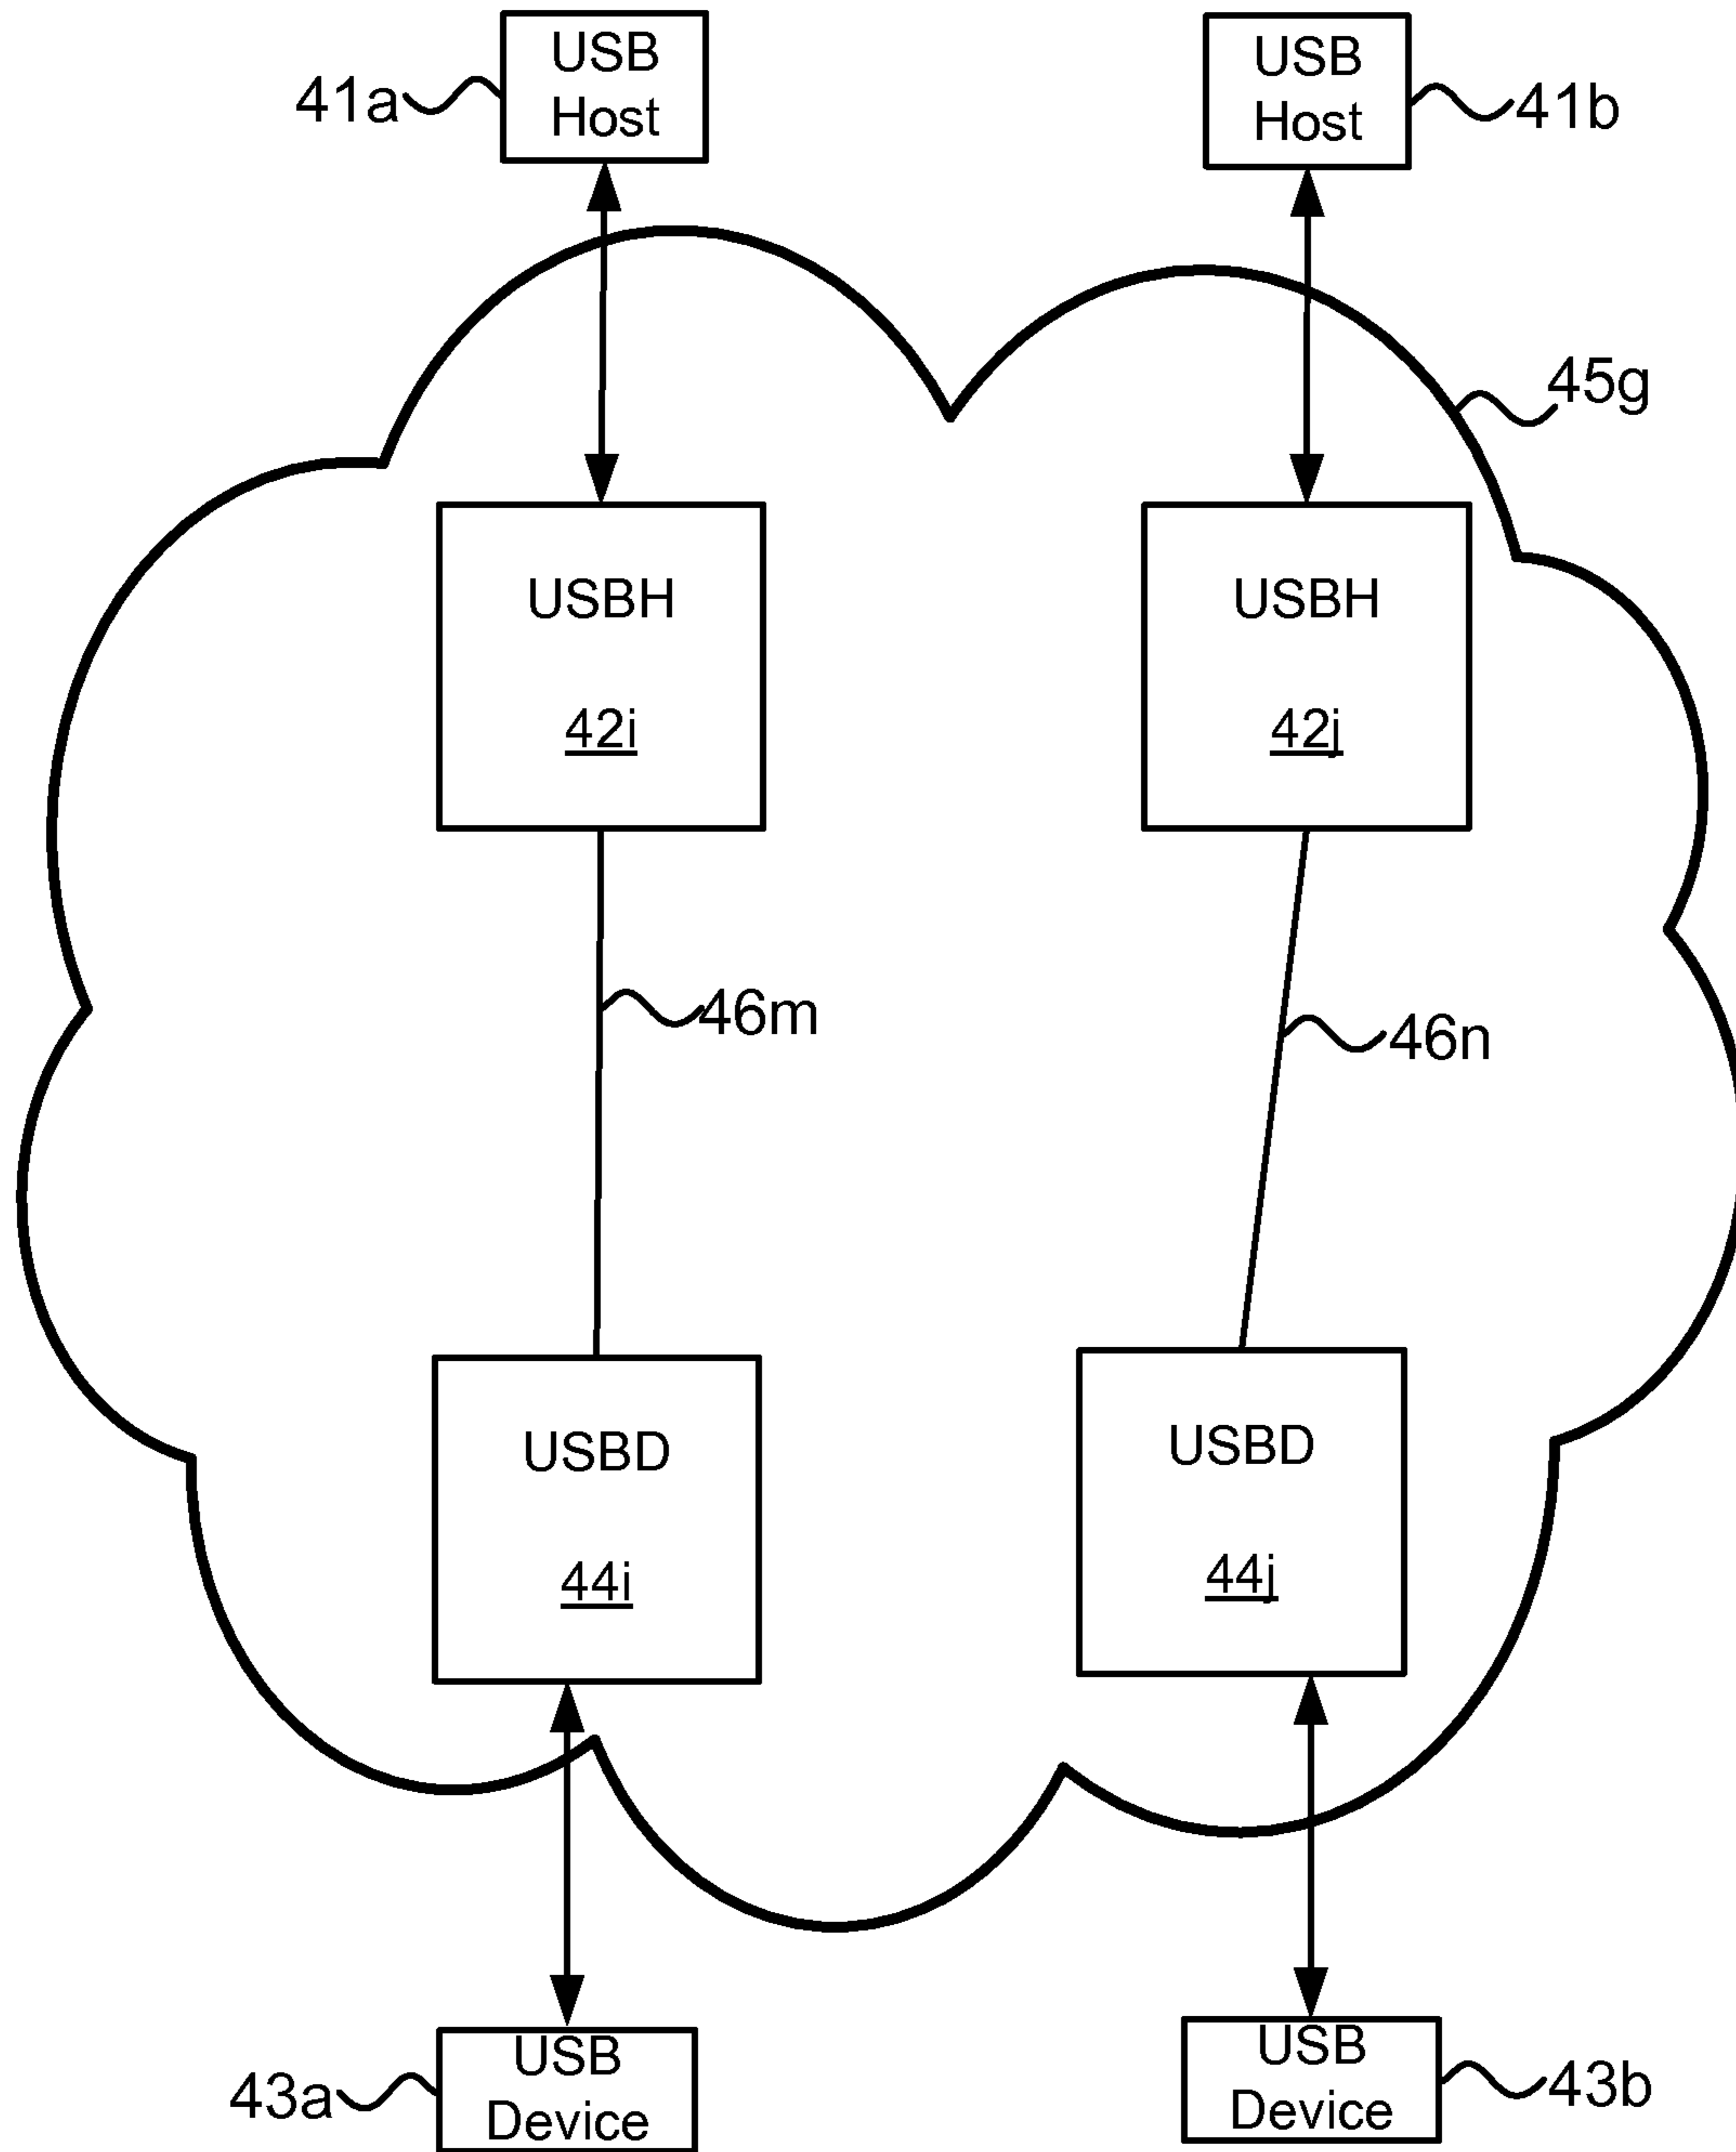 USB
Host
41a
USB
Host
41b
45g
USBH
42i
USBH
42j
46m
46n
USBD
44i
USBD
44j
USB
Device
43a
USB
Device
43b